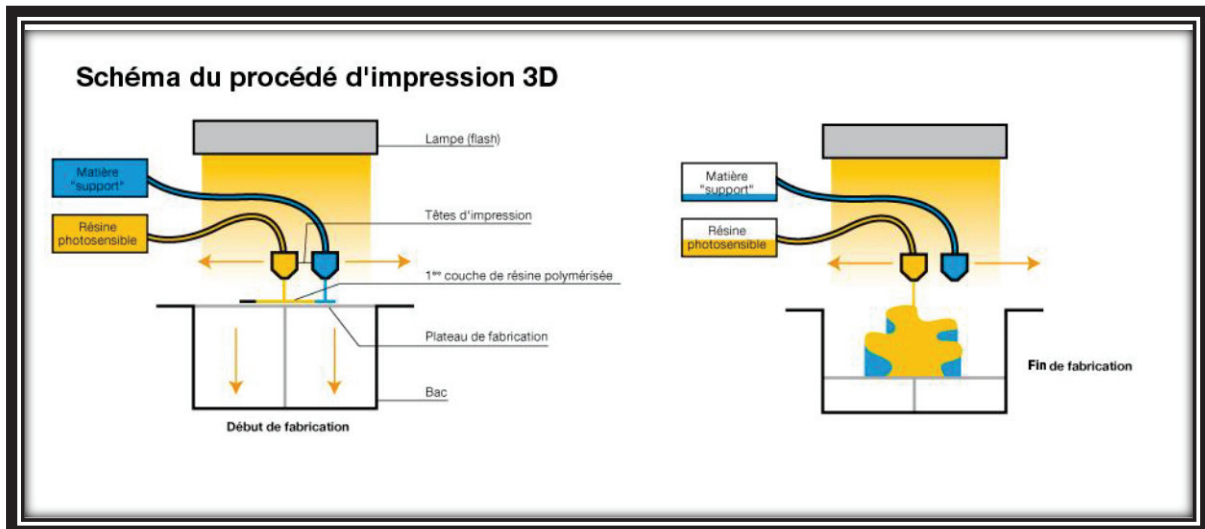 Schéma du procédé d'impression 3D
Lampe (flash)
Matière
"support"
Résine
photosensible
Têtes d'impression
1ère couche de résine polymérisée
Plateau de fabrication
Bac
Début de fabrication
Matière
"support"
Résine
photosensible
Fin de fabrication